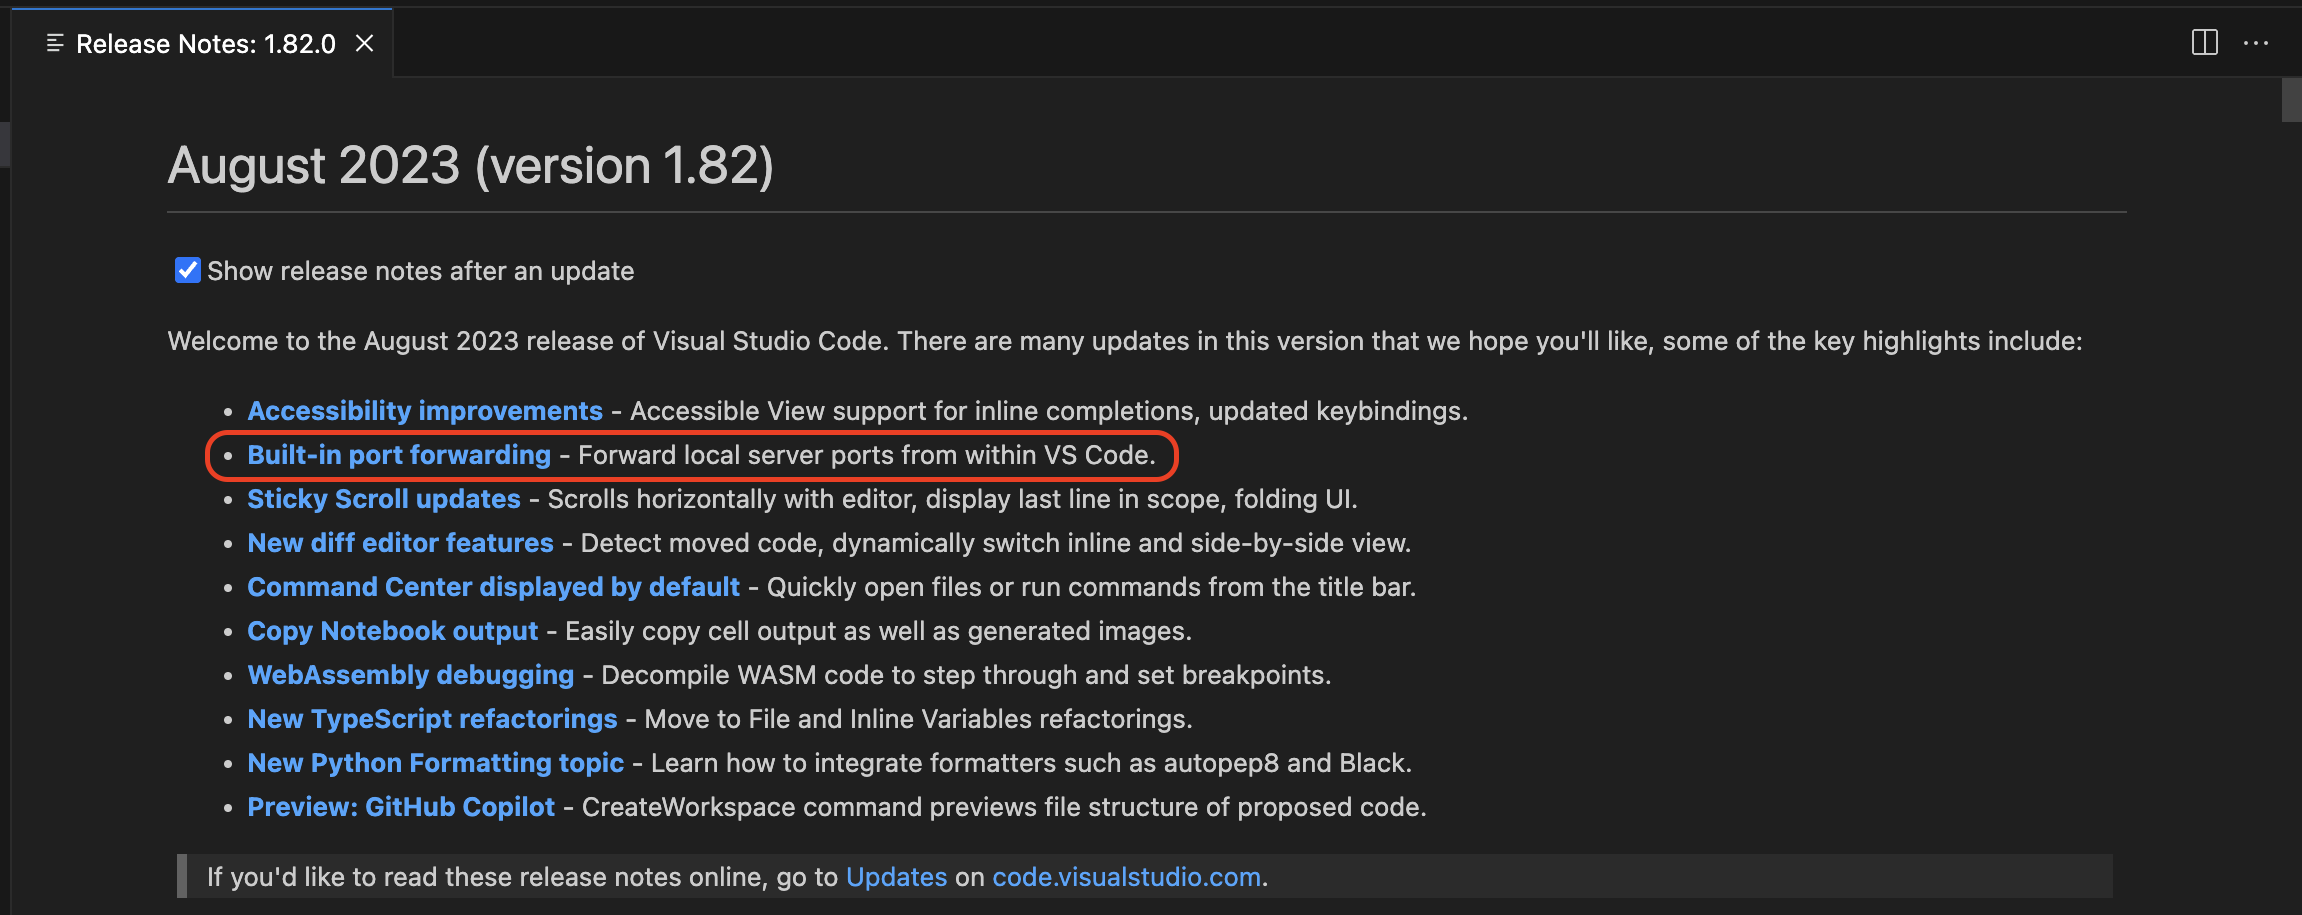 Release Notes: 1.82.0
August 2023 (version 1.82)
Show release notes after an update
Welcome to the August 2023 release of Visual Studio Code. There are many updates in this version that we hope you'll like, some of the key highlights include:
• Accessibility improvements - Accessible View support for inline completions, updated keybindings.
• Built-in port forwarding - Forward local server ports from within VS Code.
• Sticky Scroll updates - Scrolls horizontally with editor, display last line in scope, folding UI.
• New diff editor features - Detect moved code, dynamically switch inline and side-by-side view.
• Command Center displayed by default - Quickly open files or run commands from the title bar.
• Copy Notebook output - Easily copy cell output as well as generated images.
• WebAssembly debugging - Decompile WASM code to step through and set breakpoints.
• New TypeScript refactorings - Move to File and Inline Variables refactorings.
• New Python Formatting topic - Learn how to integrate formatters such as autopep8 and Black.
• Preview: GitHub Copilot - CreateWorkspace command previews file structure of proposed code.
If you'd like to read these release notes online, go to Updates on code.visualstudio.com.